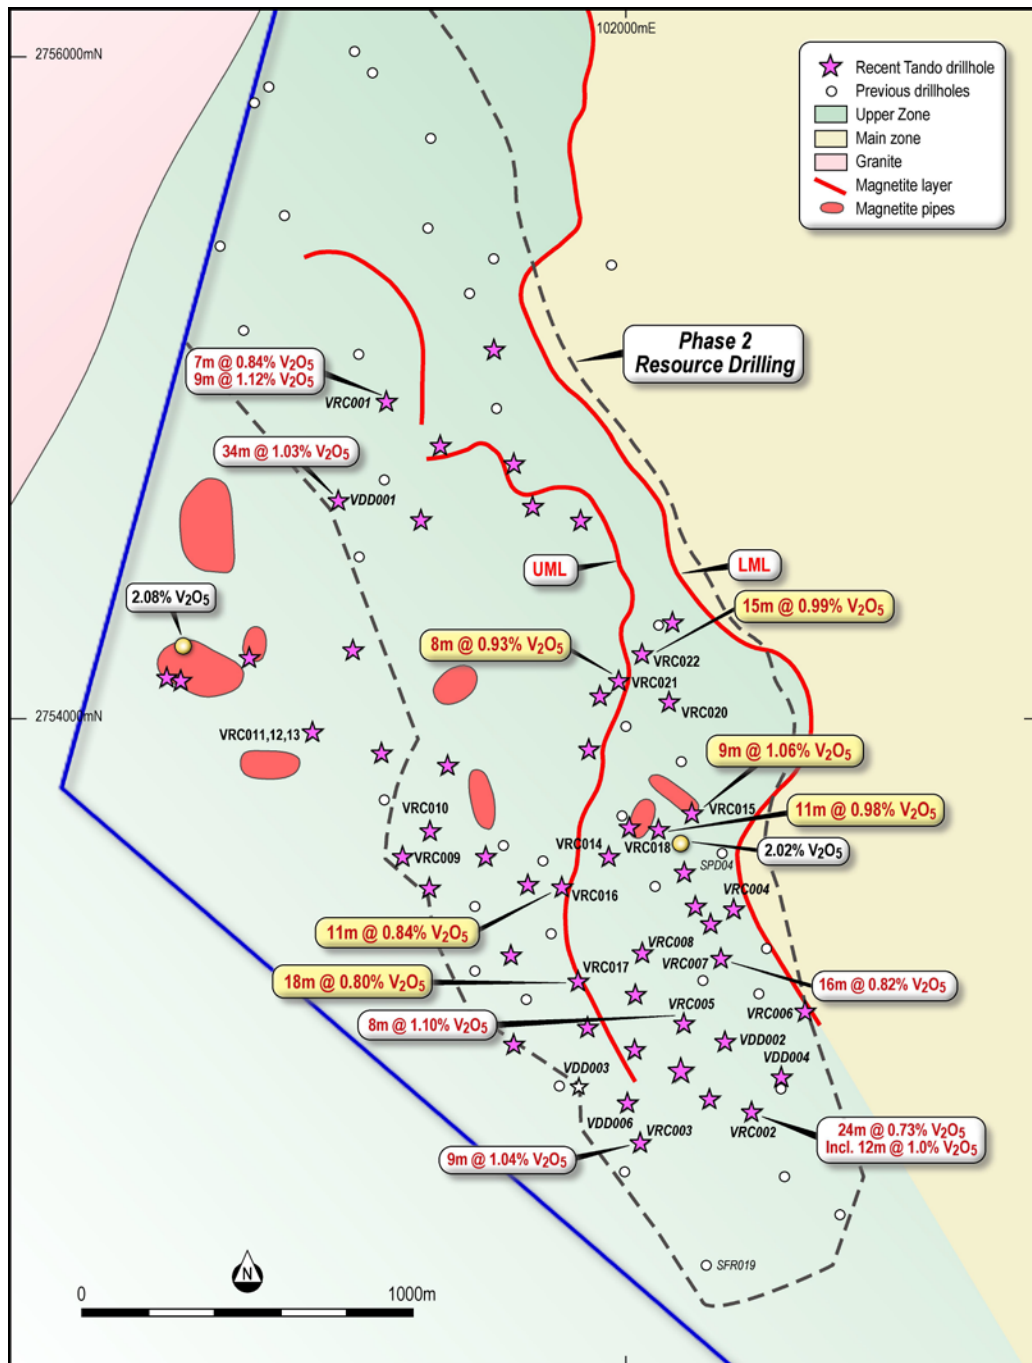 102000mE
2756000mN
Recent Tando drillhole
Previous drillholes
Upper Zone
Main zone
Granite
Magnetite layer
Magnetite pipes
Phase 2
Resource Drilling
7m @ 0.84% V₂O₅
9m @ 1.12% V₂O₅
VRC001
34m @ 1.03% V₂O₅
VDD001
UML
LML
2.08% V₂O₅
15m @ 0.99% V₂O₅
8m @ 0.93% V₂O₅
VRC022
VRC021
VRC020
2754000mN
VRC011,12,13
9m @ 1.06% V₂O₅
VRC015
11m @ 0.98% V₂O₅
VRC010
VRC014
VRC018
2.02% V₂O₅
VRC009
SPD04
VRC016
VRC004
11m @ 0.84% V₂O₅
VRC008
VRC007
VRC017
18m @ 0.80% V₂O₅
16m @ 0.82% V₂O₅
VRC005
VRC006
8m @ 1.10% V₂O₅
VDD002
VDD003
VDD004
VDD006
VRC002
VRC003
24m @ 0.73% V₂O₅
Incl. 12m @ 1.0% V₂O₅
9m @ 1.04% V₂O₅
SFR019
N
0
1000m